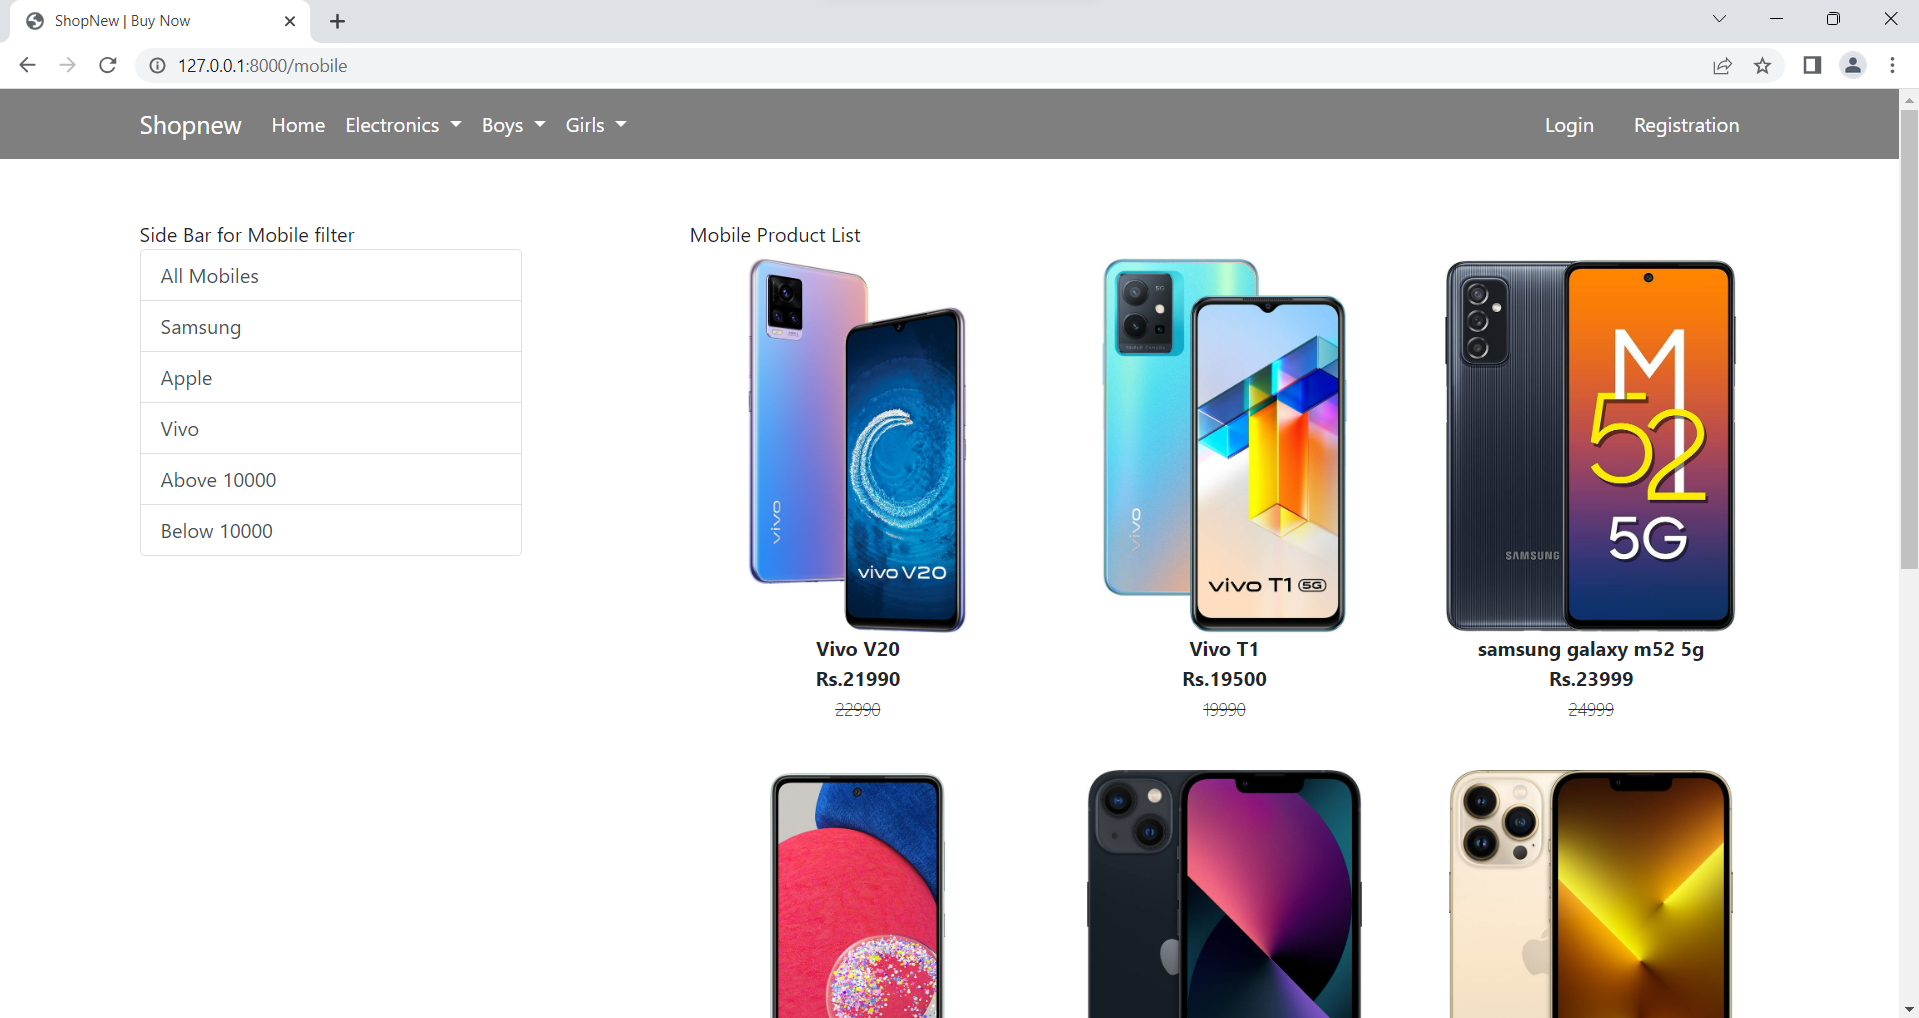 ShopNew | Buy Now
127.0.0.1:8000/mobile
Shopnew Home Electronics Boys Girls Login Registration
Side Bar for Mobile filter
All Mobiles
Samsung
Apple
Vivo
Above 10000
Below 10000
Mobile Product List
vivo
vivo V20
5G
vivo
vivo T1 5G
SAMSUNG
M
52
5G
Vivo V20
Rs.21990
22990
Vivo T1
Rs.19500
19990
samsung galaxy m52 5g
Rs.23999
24999